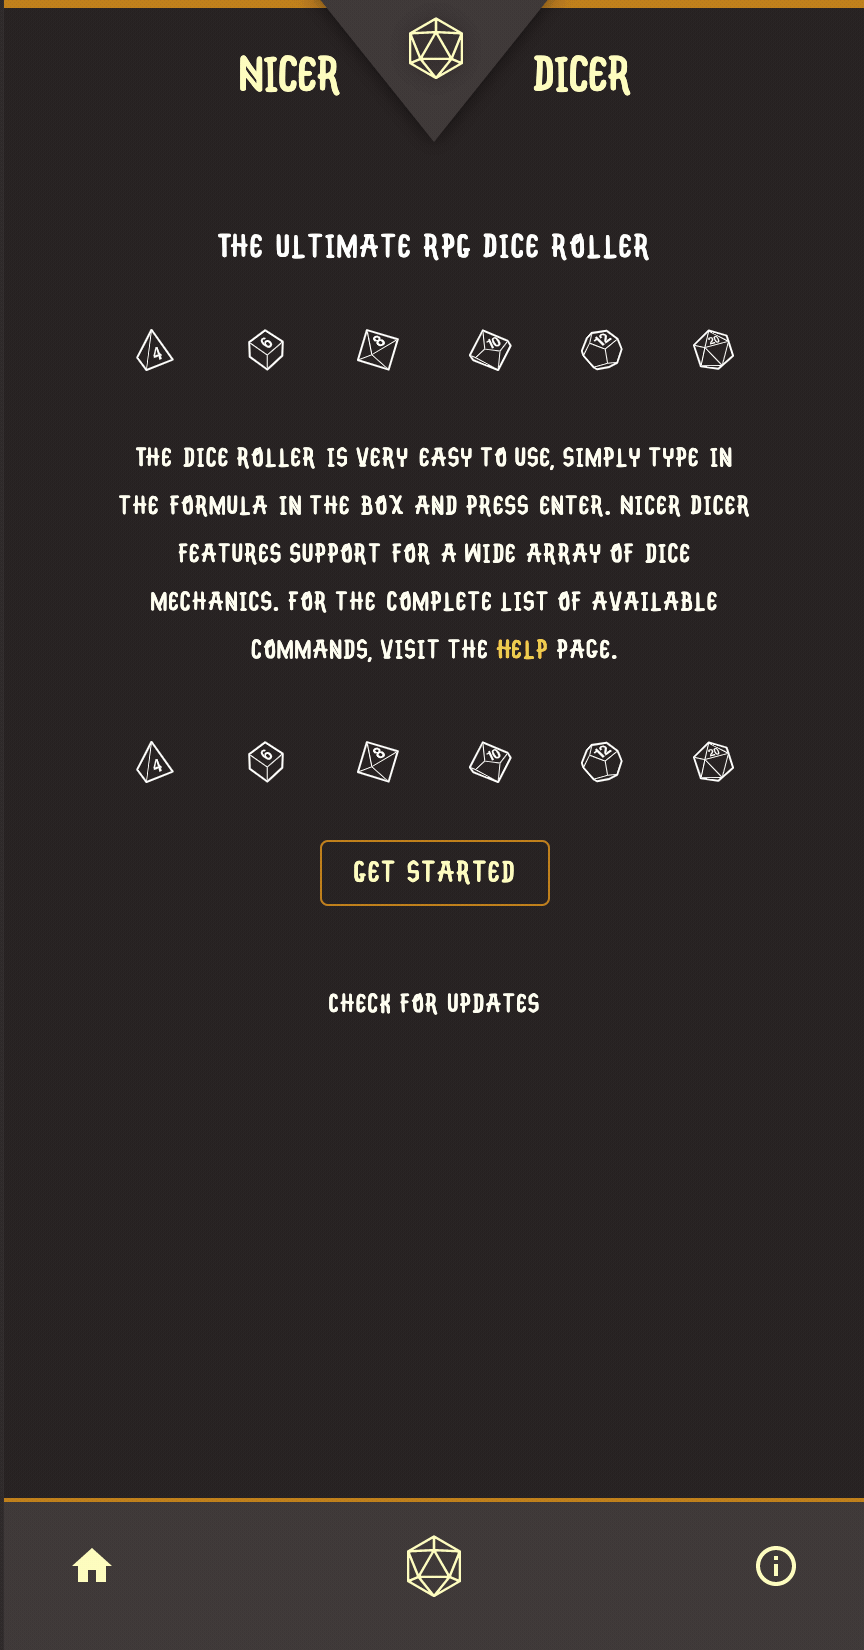 NICER DICER
THE ULTIMATE RPG DICE ROLLER
4 6 8 10 12 20
THE DICE ROLLER IS VERY EASY TO USE, SIMPLY TYPE IN
THE FORMULA IN THE BOX AND PRESS ENTER. NICER DICER
FEATURES SUPPORT FOR A WIDE ARRAY OF DICE
MECHANICS. FOR THE COMPLETE LIST OF AVAILABLE
COMMANDS, VISIT THE HELP PAGE.
4 6 8 10 12 20
GET STARTED
CHECK FOR UPDATES